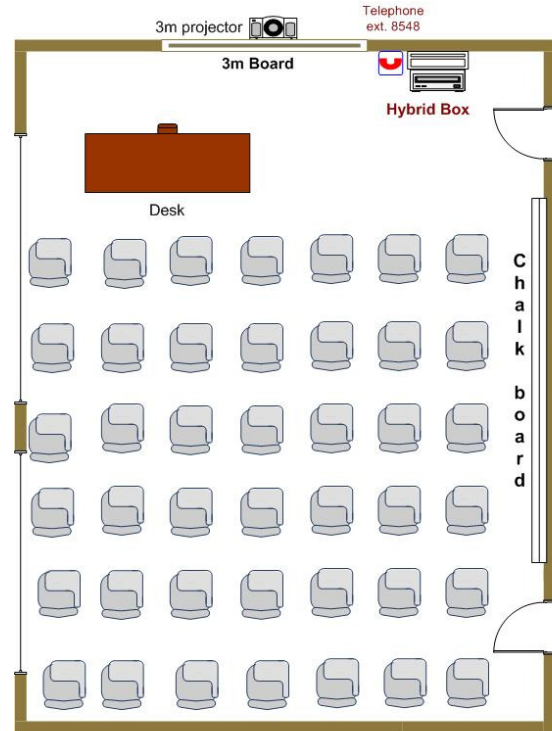 Telephone
ext. 8548
3m projector
3m Board
Hybrid Box
Desk
Chalk board